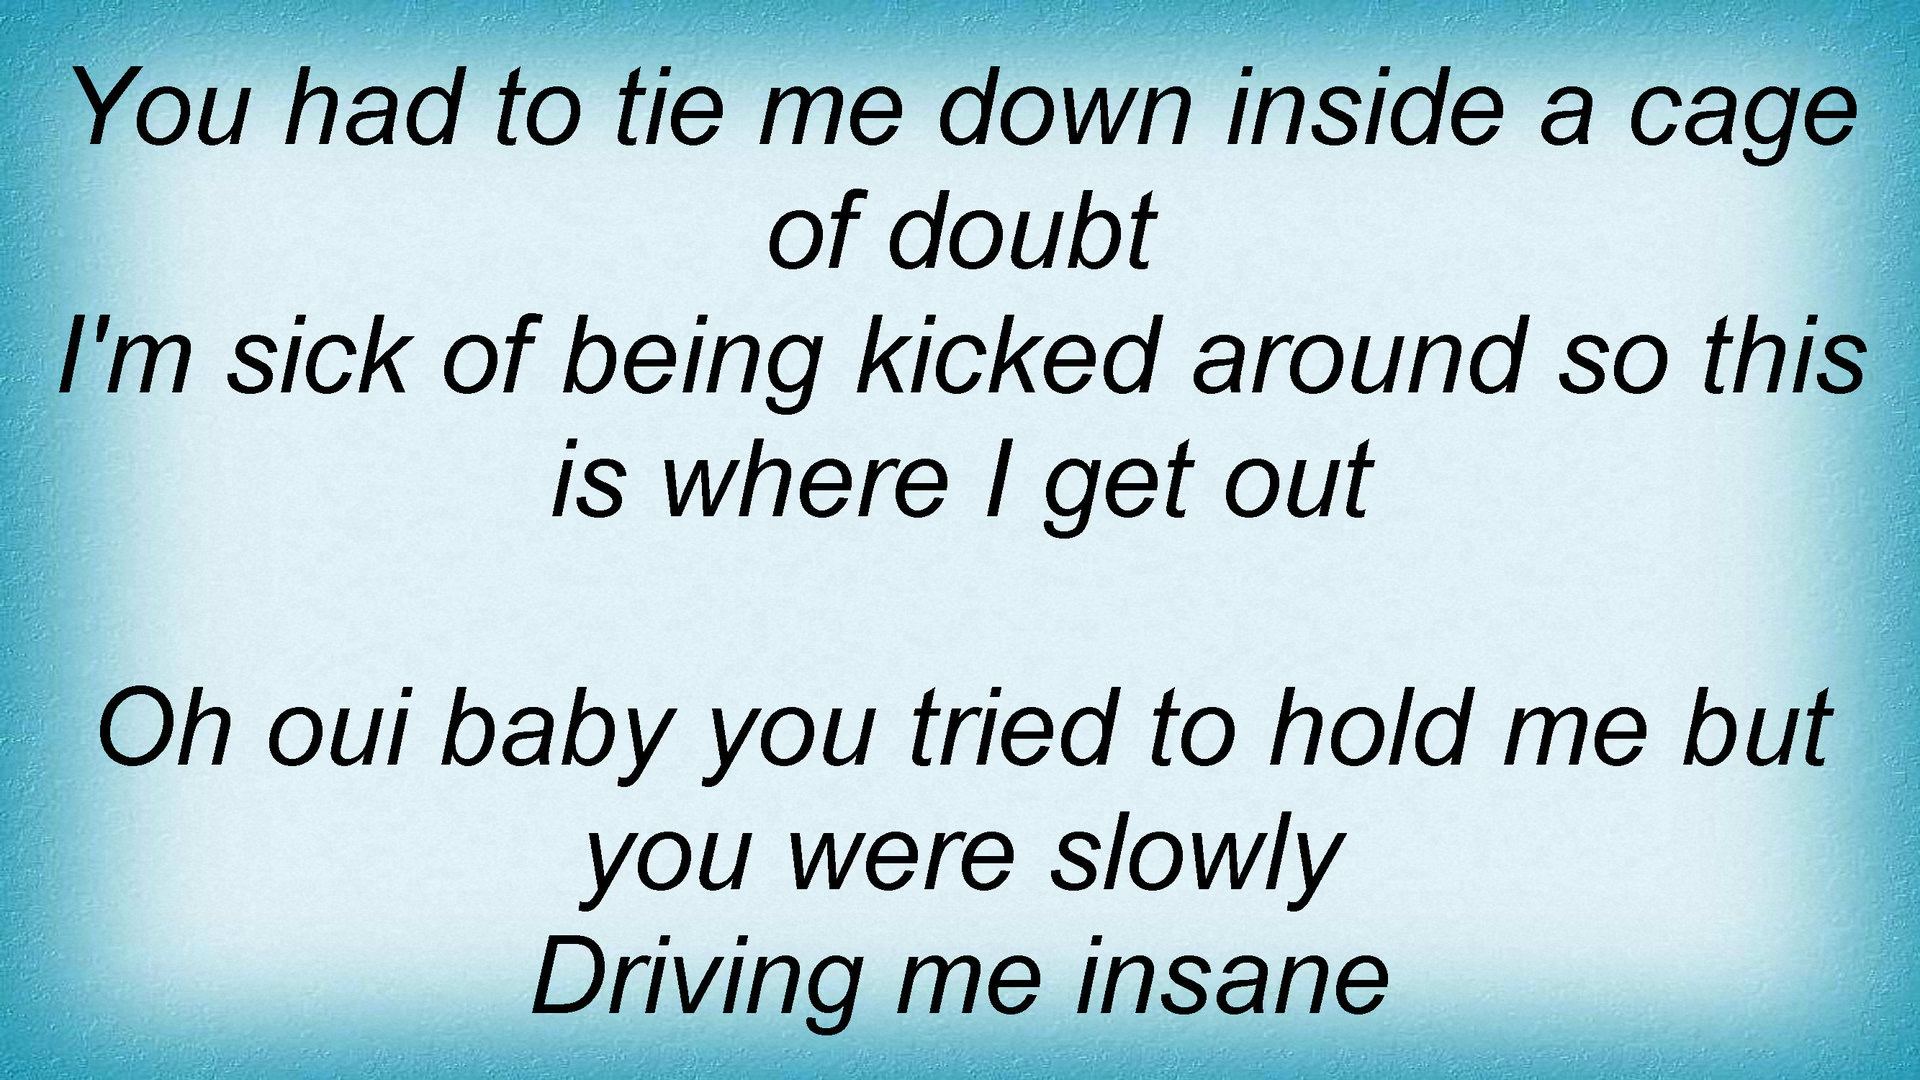 You had to tie me down inside a cage
of doubt
I'm sick of being kicked around so this
is where I get out
Oh oui baby you tried to hold me but
you were slowly
Driving me insane